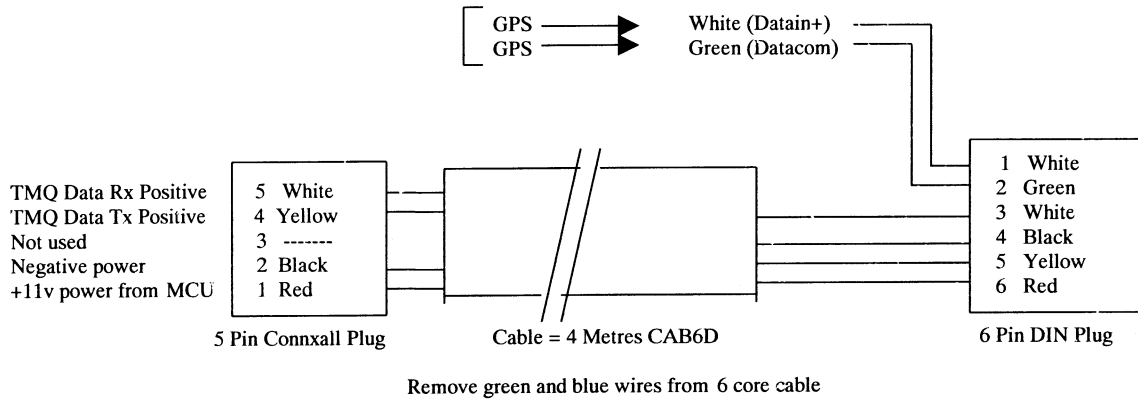 GPS White (Datain+)
GPS Green (Datacom)
1 White
2 Green
3 White
4 Black
5 Yellow
6 Red
6 Pin DIN Plug
TMQ Data Rx Positive 5 White
TMQ Data Tx Positive 4 Yellow
Not used 3 -------
Negative power 2 Black
+11v power from MCU 1 Red
5 Pin Connxall Plug
Cable = 4 Metres CAB6D
Remove green and blue wires from 6 core cable